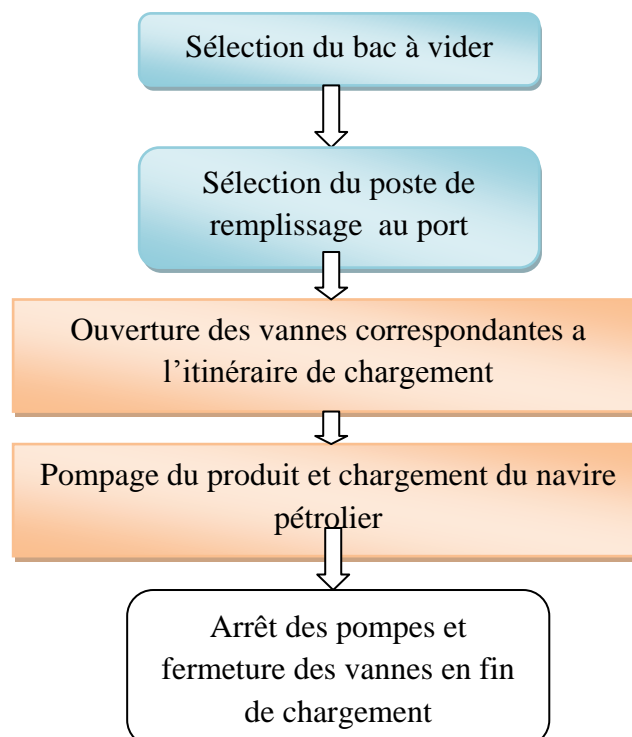 Sélection du bac à vider
Sélection du poste de
remplissage au port
Ouverture des vannes correspondantes a
l’itinéraire de chargement
Pompage du produit et chargement du navire
pétrolier
Arrêt des pompes et
fermeture des vannes en fin
de chargement